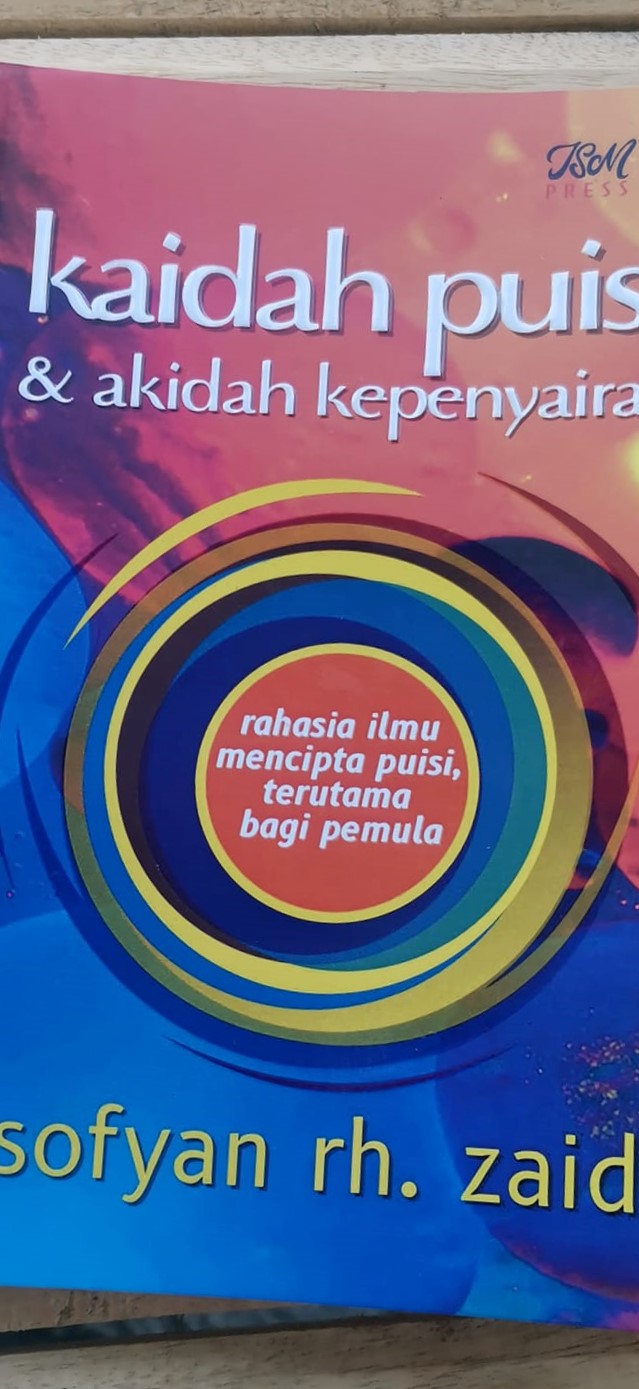 JSM
PRESS
kaidah puis
& akidah kepenyaira
rahasia ilmu
mencipta puisi,
terutama
bagi pemula
sofyan rh. zaid